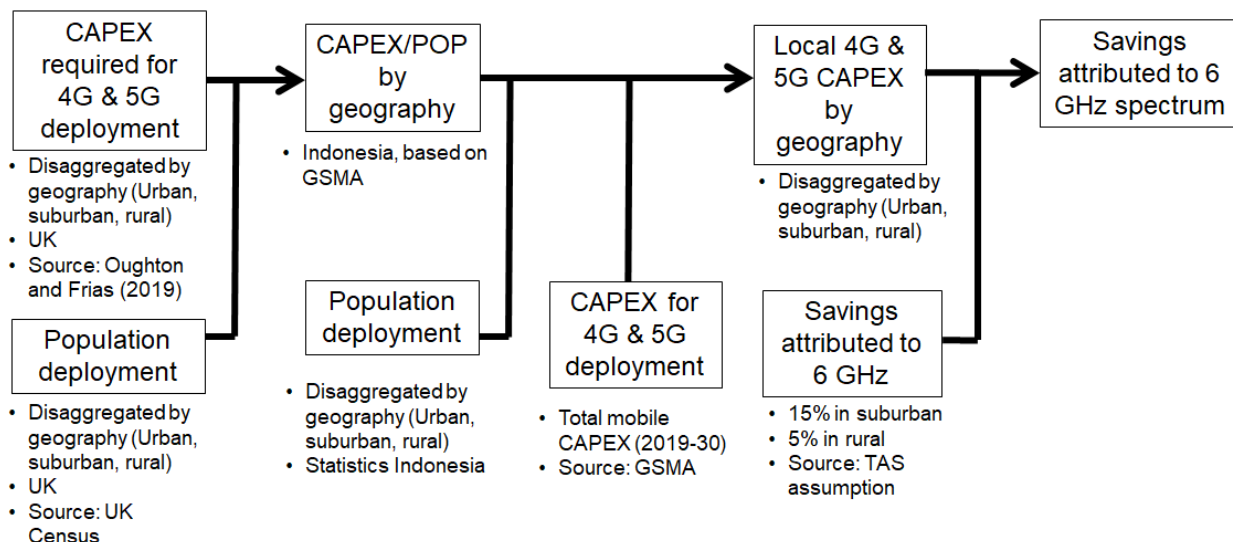 CAPEX
required for
4G & 5G
deployment
• Disaggregated by
geography (Urban,
suburban, rural)
• UK
• Source: Oughton
and Frias (2019)
Population
deployment
• Disaggregated by
geography (Urban,
suburban, rural)
• UK
• Source: UK
Census
CAPEX/POP
by
geography
• Indonesia, based on
GSMA
Population
deployment
• Disaggregated by
geography (Urban,
suburban, rural)
• Statistics Indonesia
CAPEX for
4G & 5G
deployment
• Total mobile
CAPEX (2019-30)
• Source: GSMA
Local 4G &
5G CAPEX
by
geography
• Disaggregated by
geography (Urban,
suburban, rural)
Savings
attributed to
6 GHz
• 15% in suburban
• 5% in rural
• Source: TAS
assumption
Savings
attributed to 6
GHz spectrum